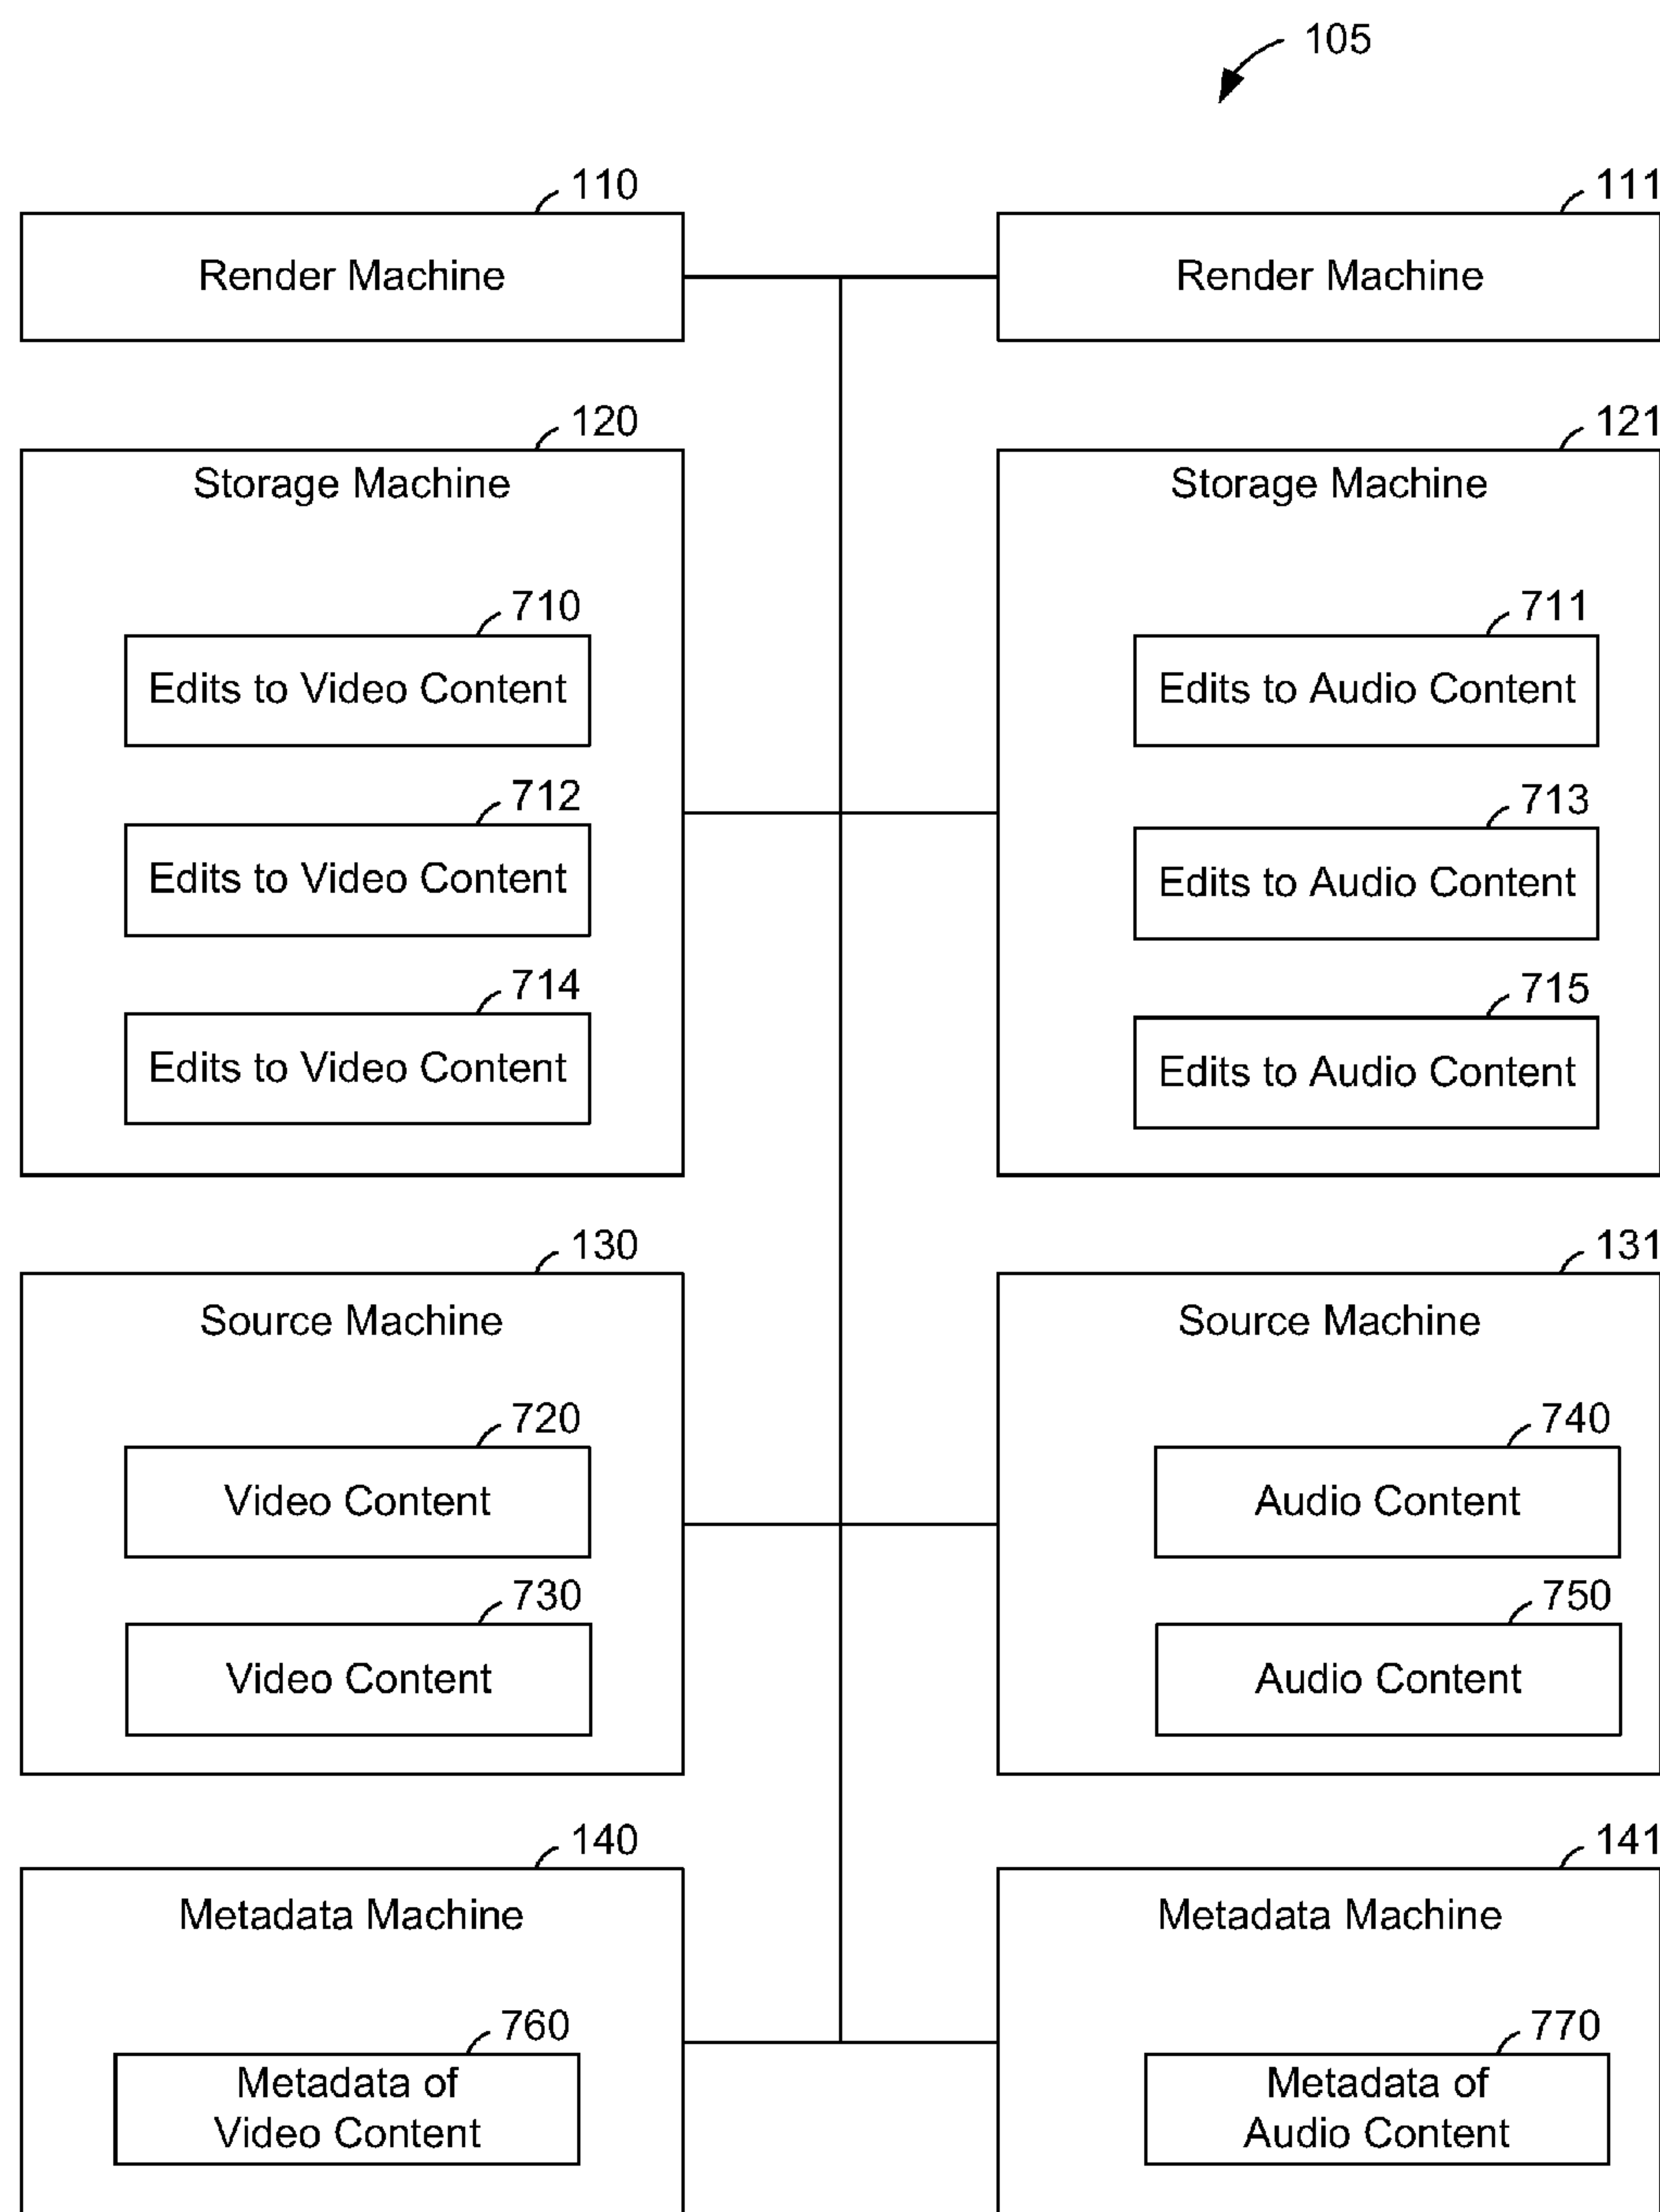 105
110
Render Machine
111
Render Machine
120
Storage Machine
710
Edits to Video Content
712
Edits to Video Content
714
Edits to Video Content
121
Storage Machine
711
Edits to Audio Content
713
Edits to Audio Content
715
Edits to Audio Content
130
Source Machine
720
Video Content
730
Video Content
131
Source Machine
740
Audio Content
750
Audio Content
140
Metadata Machine
760
Metadata of
Video Content
141
Metadata Machine
770
Metadata of
Audio Content